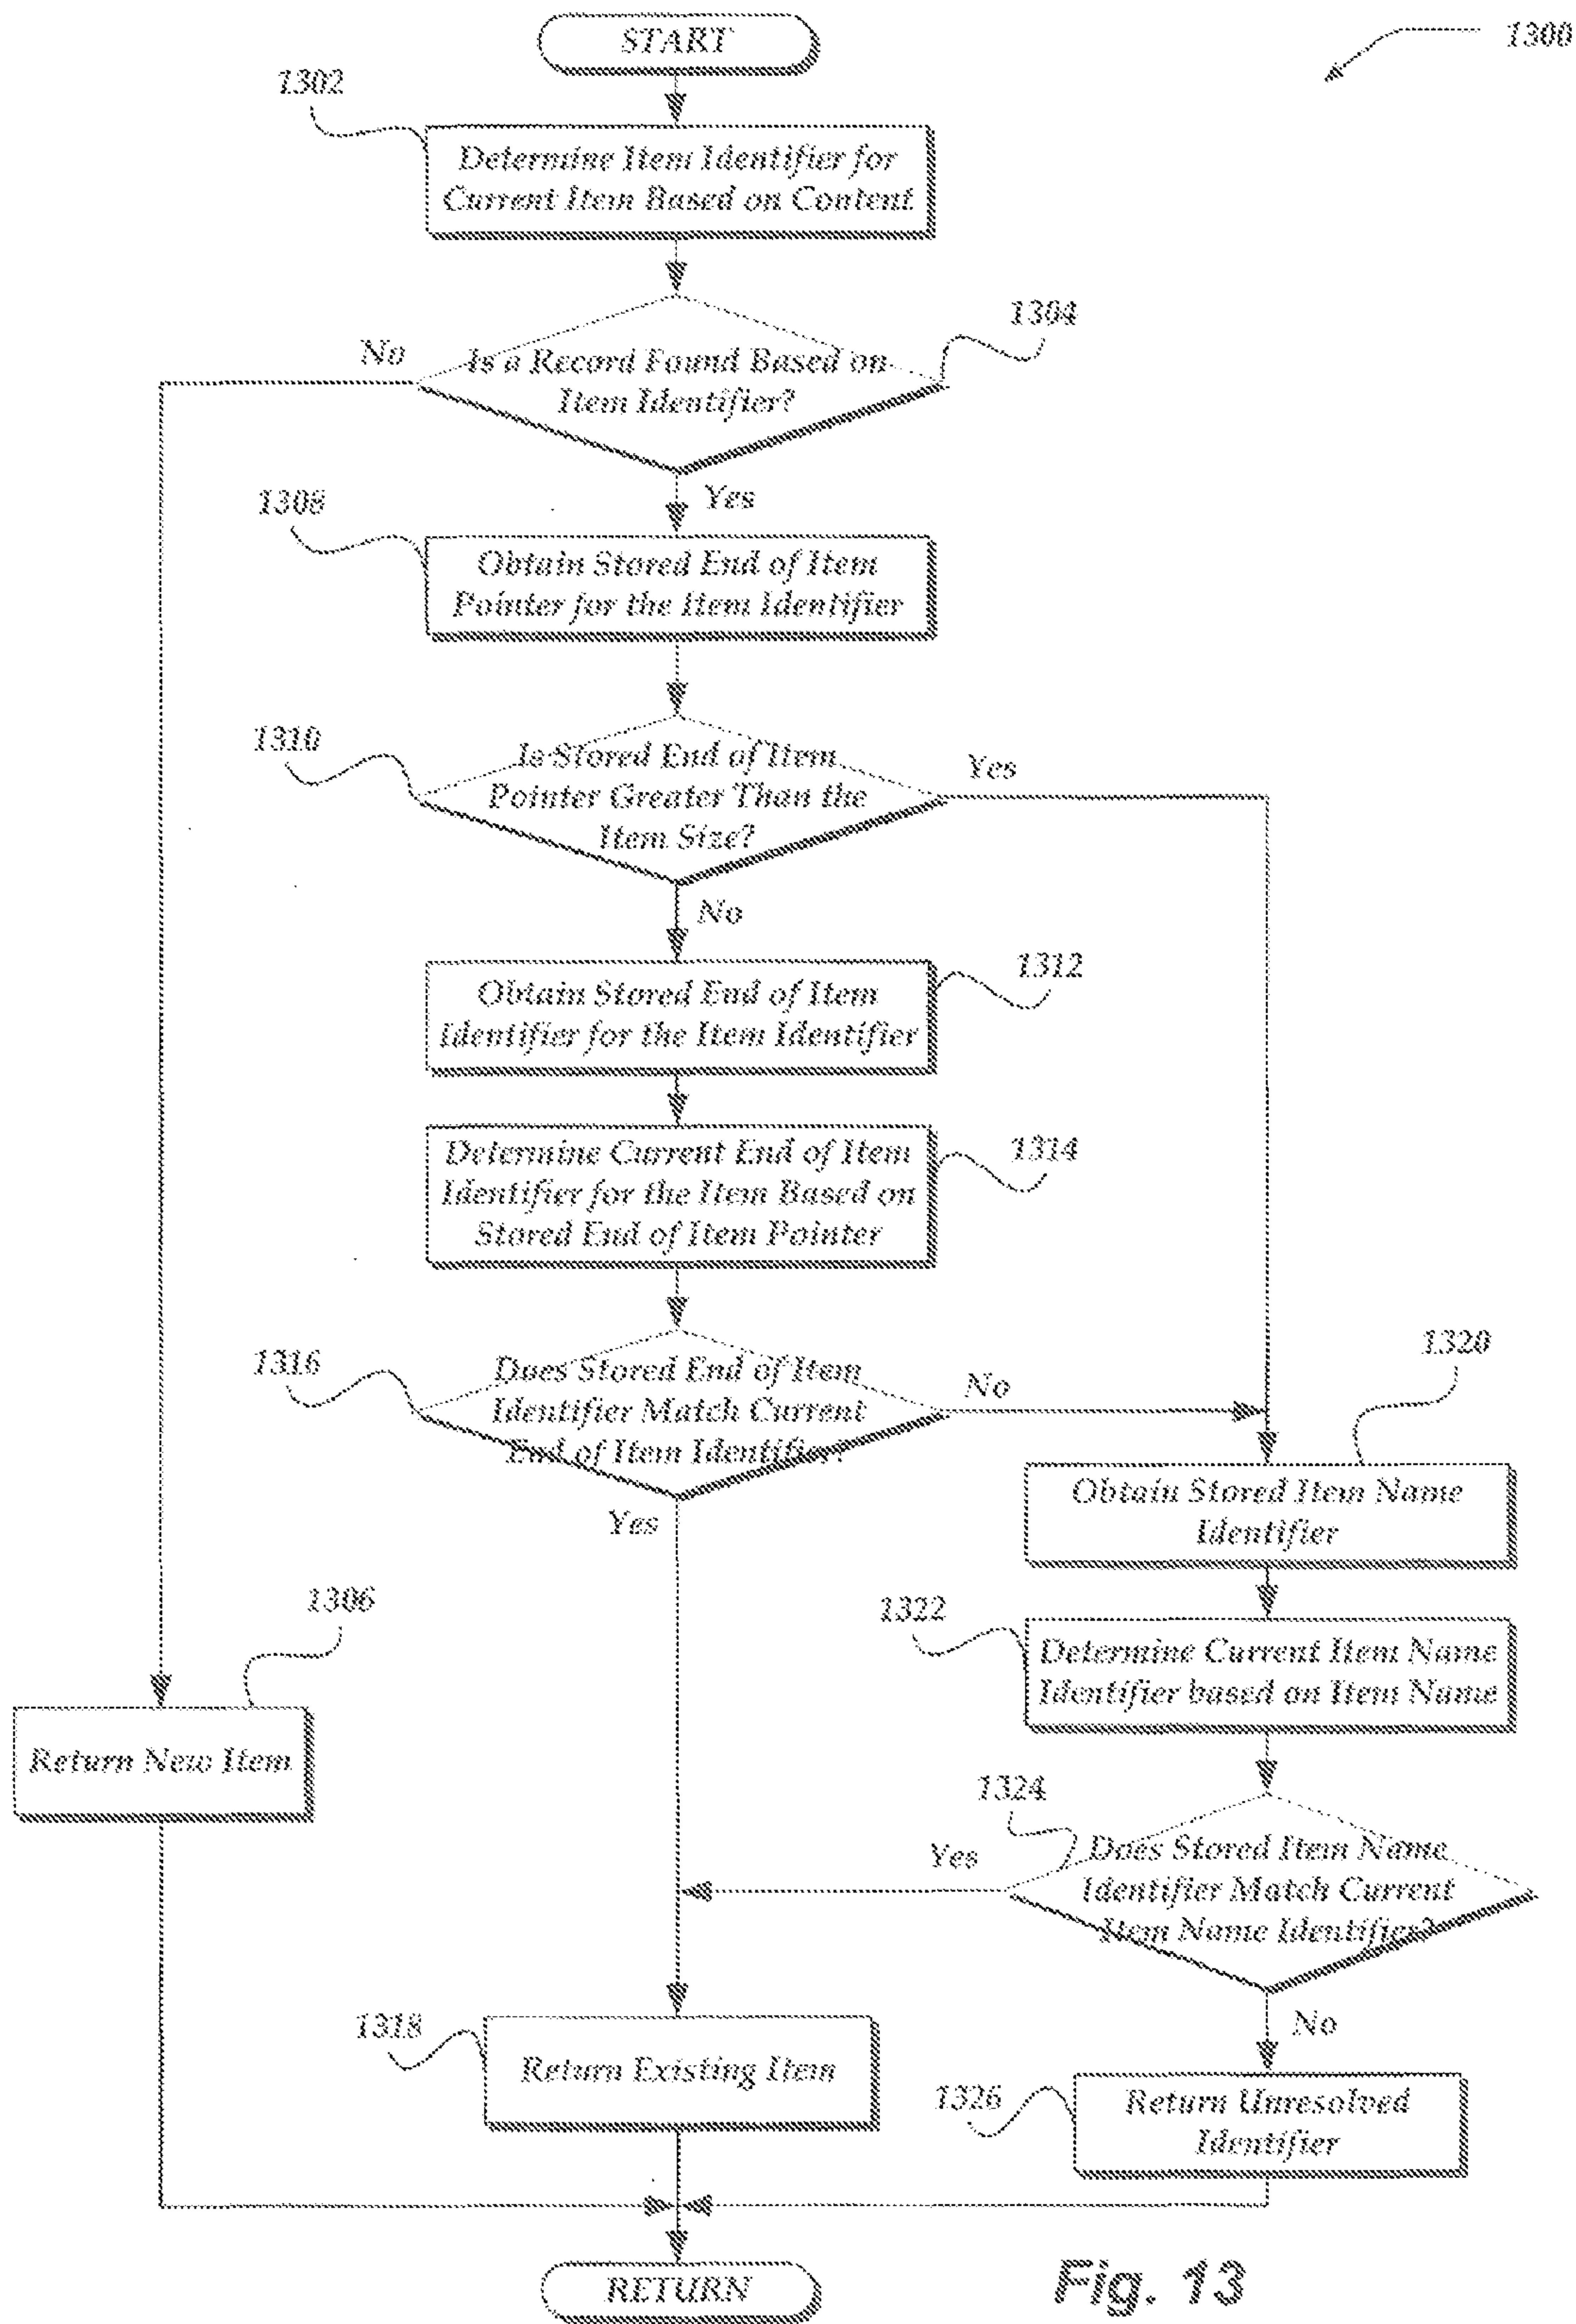 START
1300
1302
Determine Item Identifier for
Current Item Based on Content
1304
No
Is a Record Found Based on
Item Identifier?
Yes
1308
Obtain Stored End of Item
Pointer for the Item Identifier
1310
Is Stored End of Item
Pointer Greater Than the
Item Size?
Yes
No
1312
Obtain Stored End of Item
Identifier for the Item Identifier
1314
Determine Current End of Item
Identifier for the Item Based on
Stored End of Item Pointer
1316
Does Stored End of Item
Identifier Match Current
End of Item Identifier?
No
Yes
1320
Obtain Stored Item Name
Identifier
1322
Determine Current Item Name
Identifier based on Item Name
1306
Return New Item
1324
Yes
Does Stored Item Name
Identifier Match Current
Item Name Identifier?
No
1318
Return Existing Item
1326
Return Unresolved
Identifier
RETURN
Fig. 13